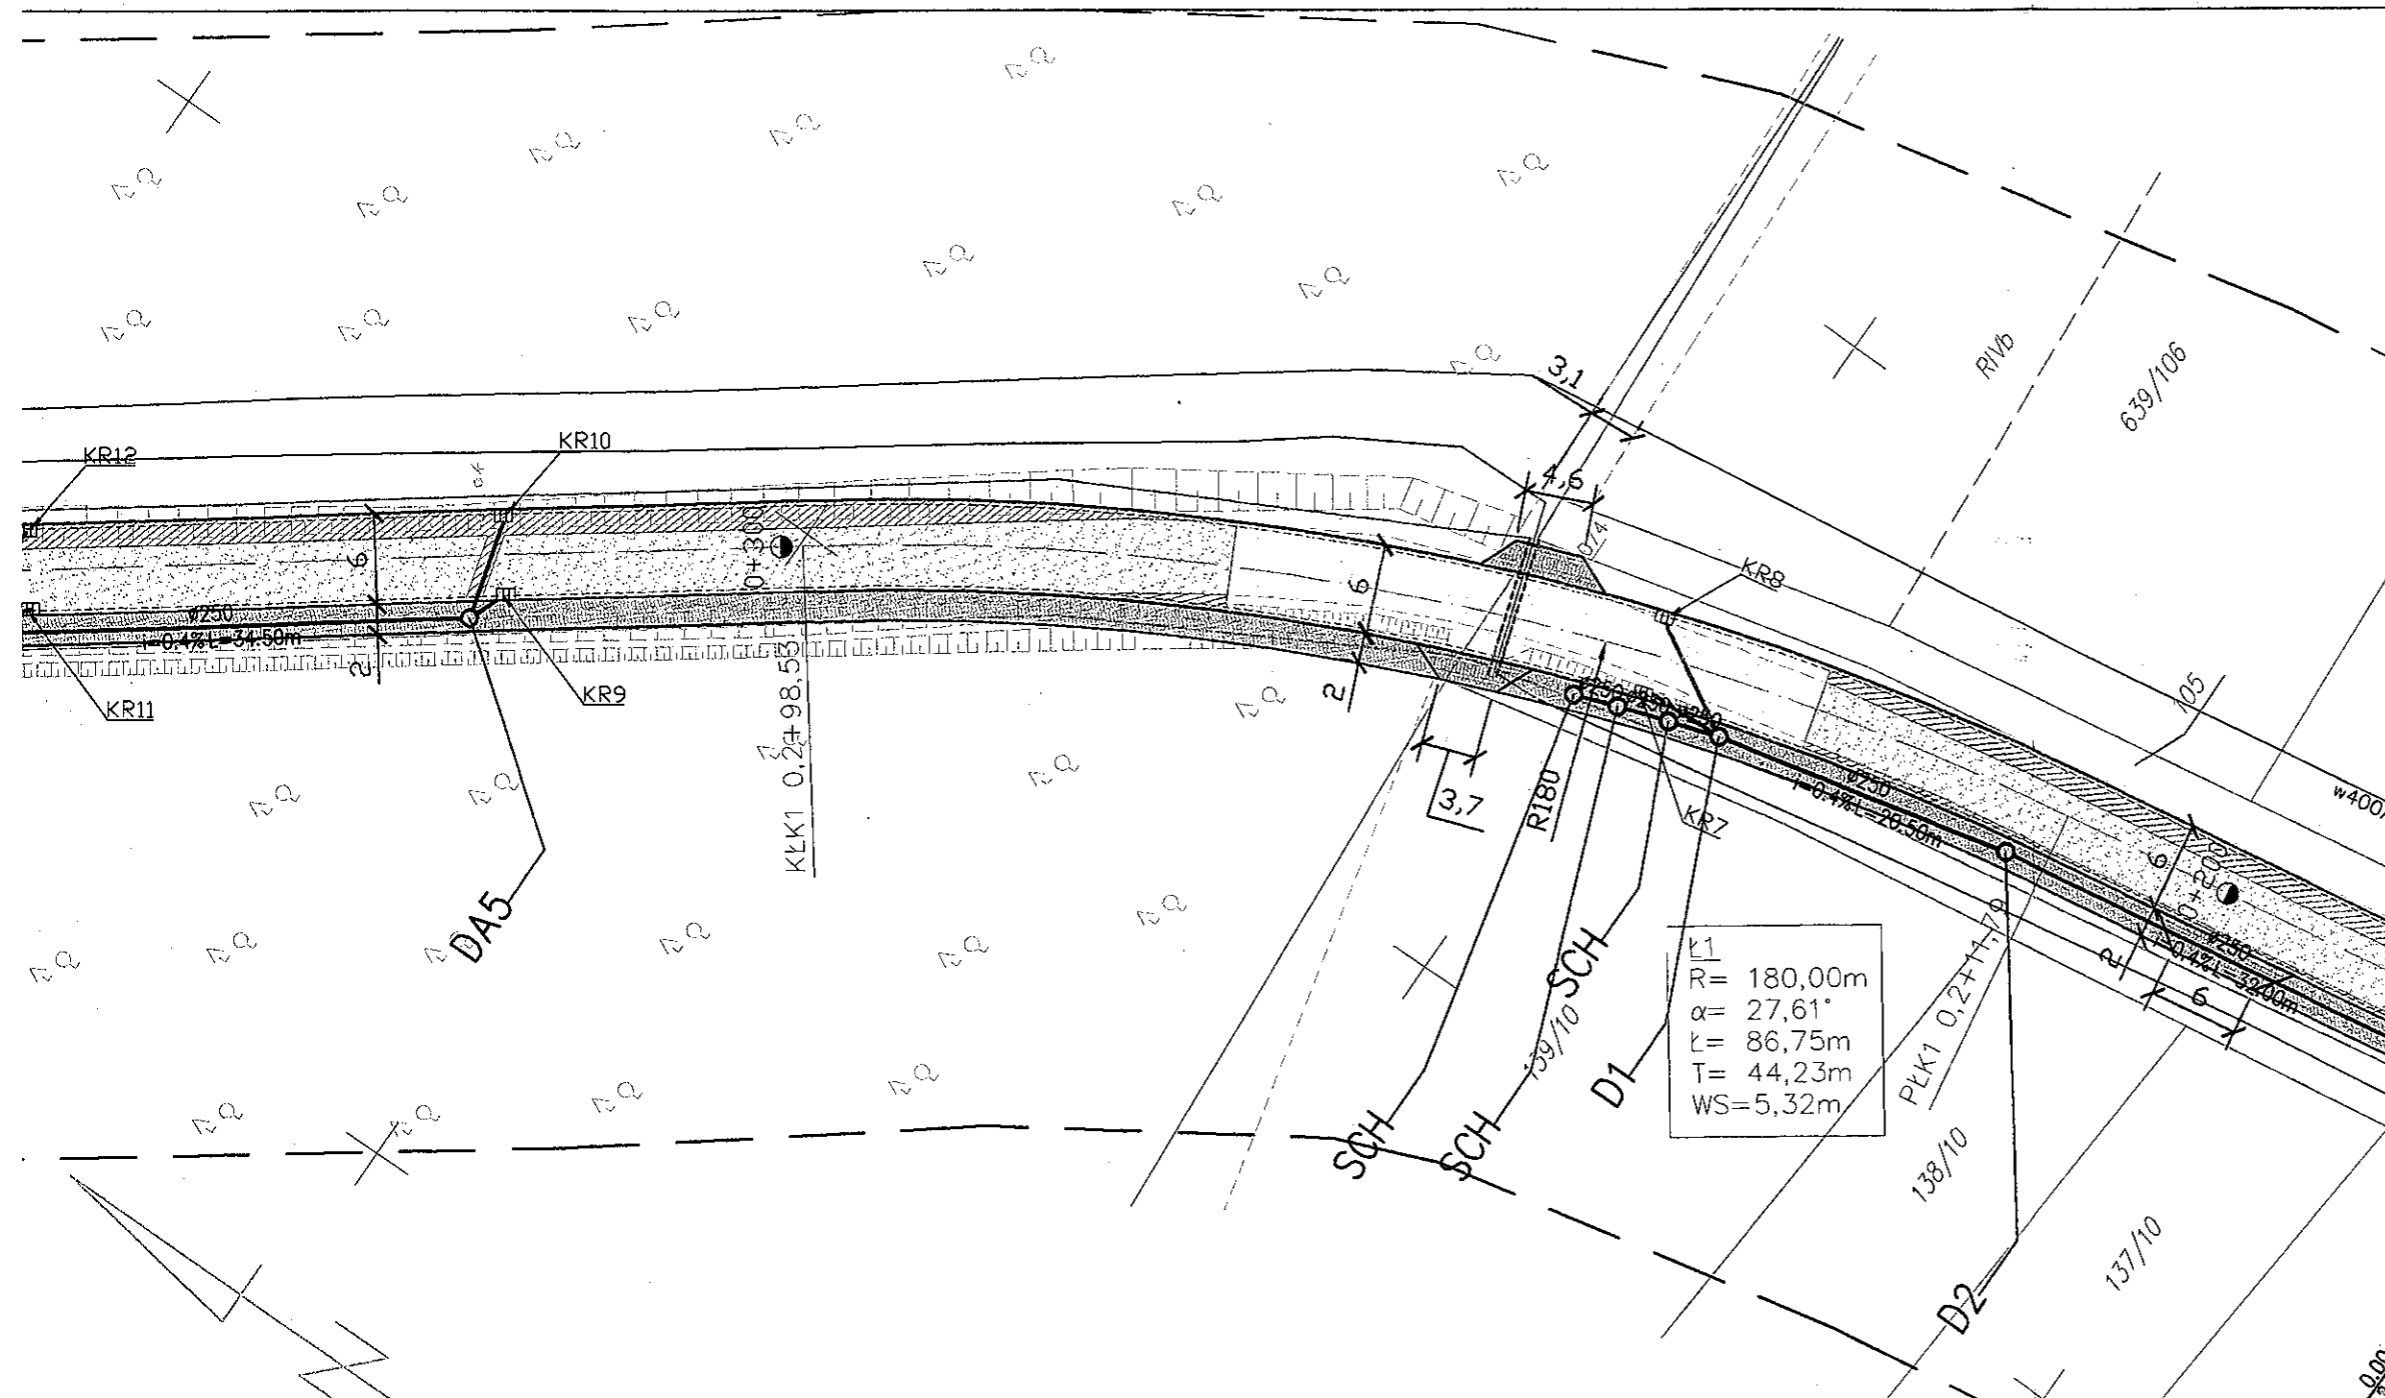 KR12
KR10
3,1
RIVb
639/106
4,6
6
0+300
6
KR8
ø250
i=0.4% L=34.50m
2
KR11
KR9
KŁK1 0,2+98,53
2
3,7
R180
KR7
105
w400
ø250
i=0.4% L=20,50m
6
0+200
DA5
SCH
SCH
SCH
D1
139/10
Ł1
R= 180,00m
α= 27,61°
Ł= 86,75m
T= 44,23m
WS=5,32m
PŁK1 0,2+11,79
2
ø250
i=0.4% L=32.00m
6
138/10
137/10
D2